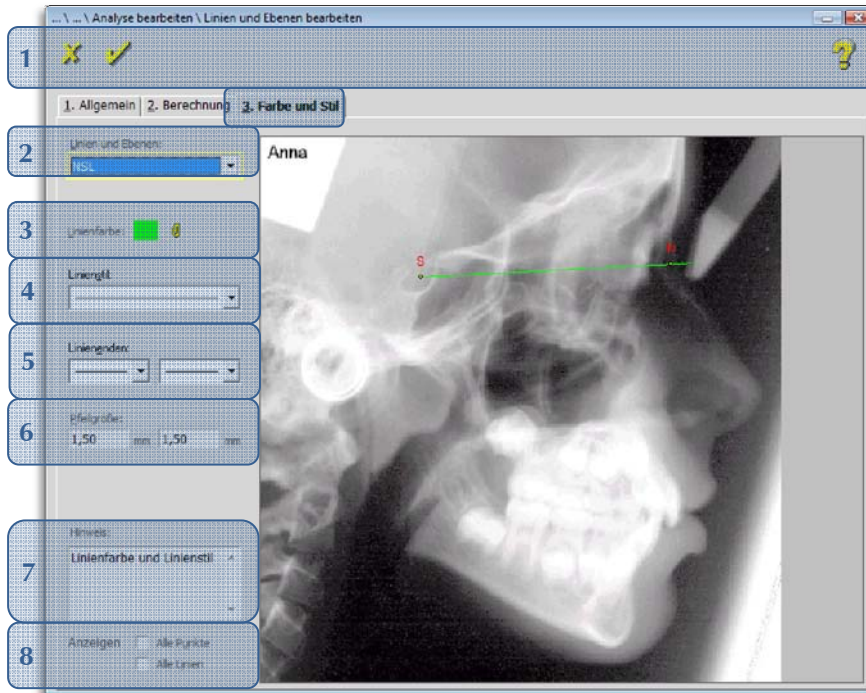 ... \ ... \ Analyse bearbeiten \ Linien und Ebenen bearbeiten
1
?
1. Allgemein 2. Berechnung 3. Farbe und Stil
2
Linien und Ebenen:
NSL
Anna
3
Linienfarbe:
S
N
4
Linienstil:
5
Linienenden:
6
Pfeilgröße:
1,50 mm 1,50 mm
7
Hinweis:
Linienfarbe und Linienstil
8
Anzeigen Alle Punkte
Alle Linien